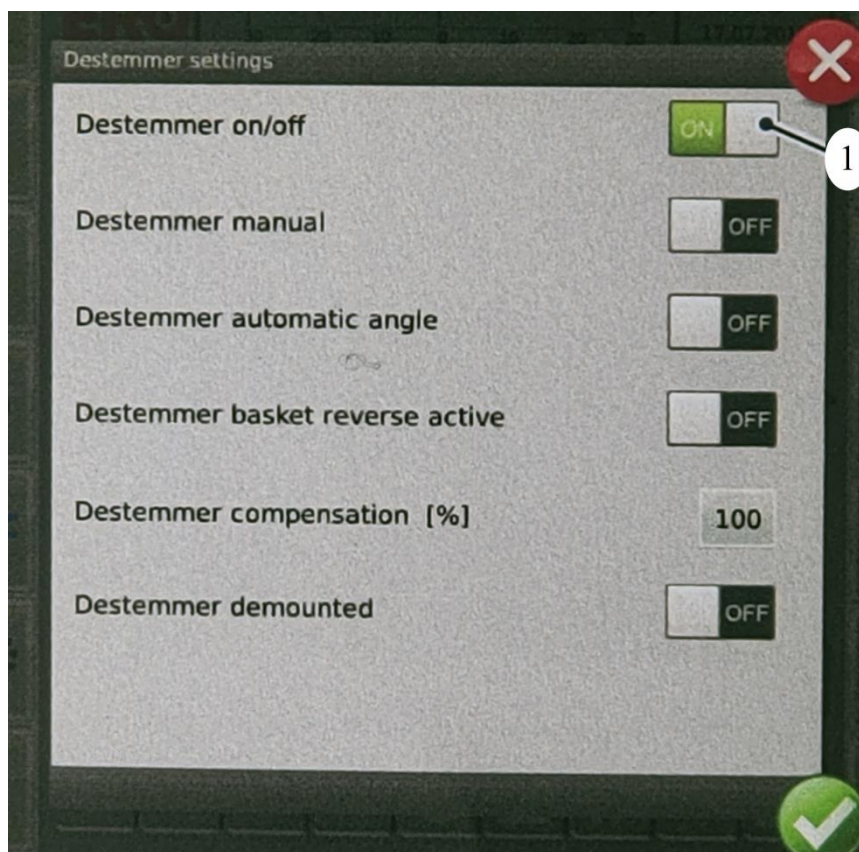 Destemmer settings
Destemmer on/off ON
1
Destemmer manual OFF
Destemmer automatic angle OFF
Destemmer basket reverse active OFF
Destemmer compensation [%] 100
Destemmer demounted OFF